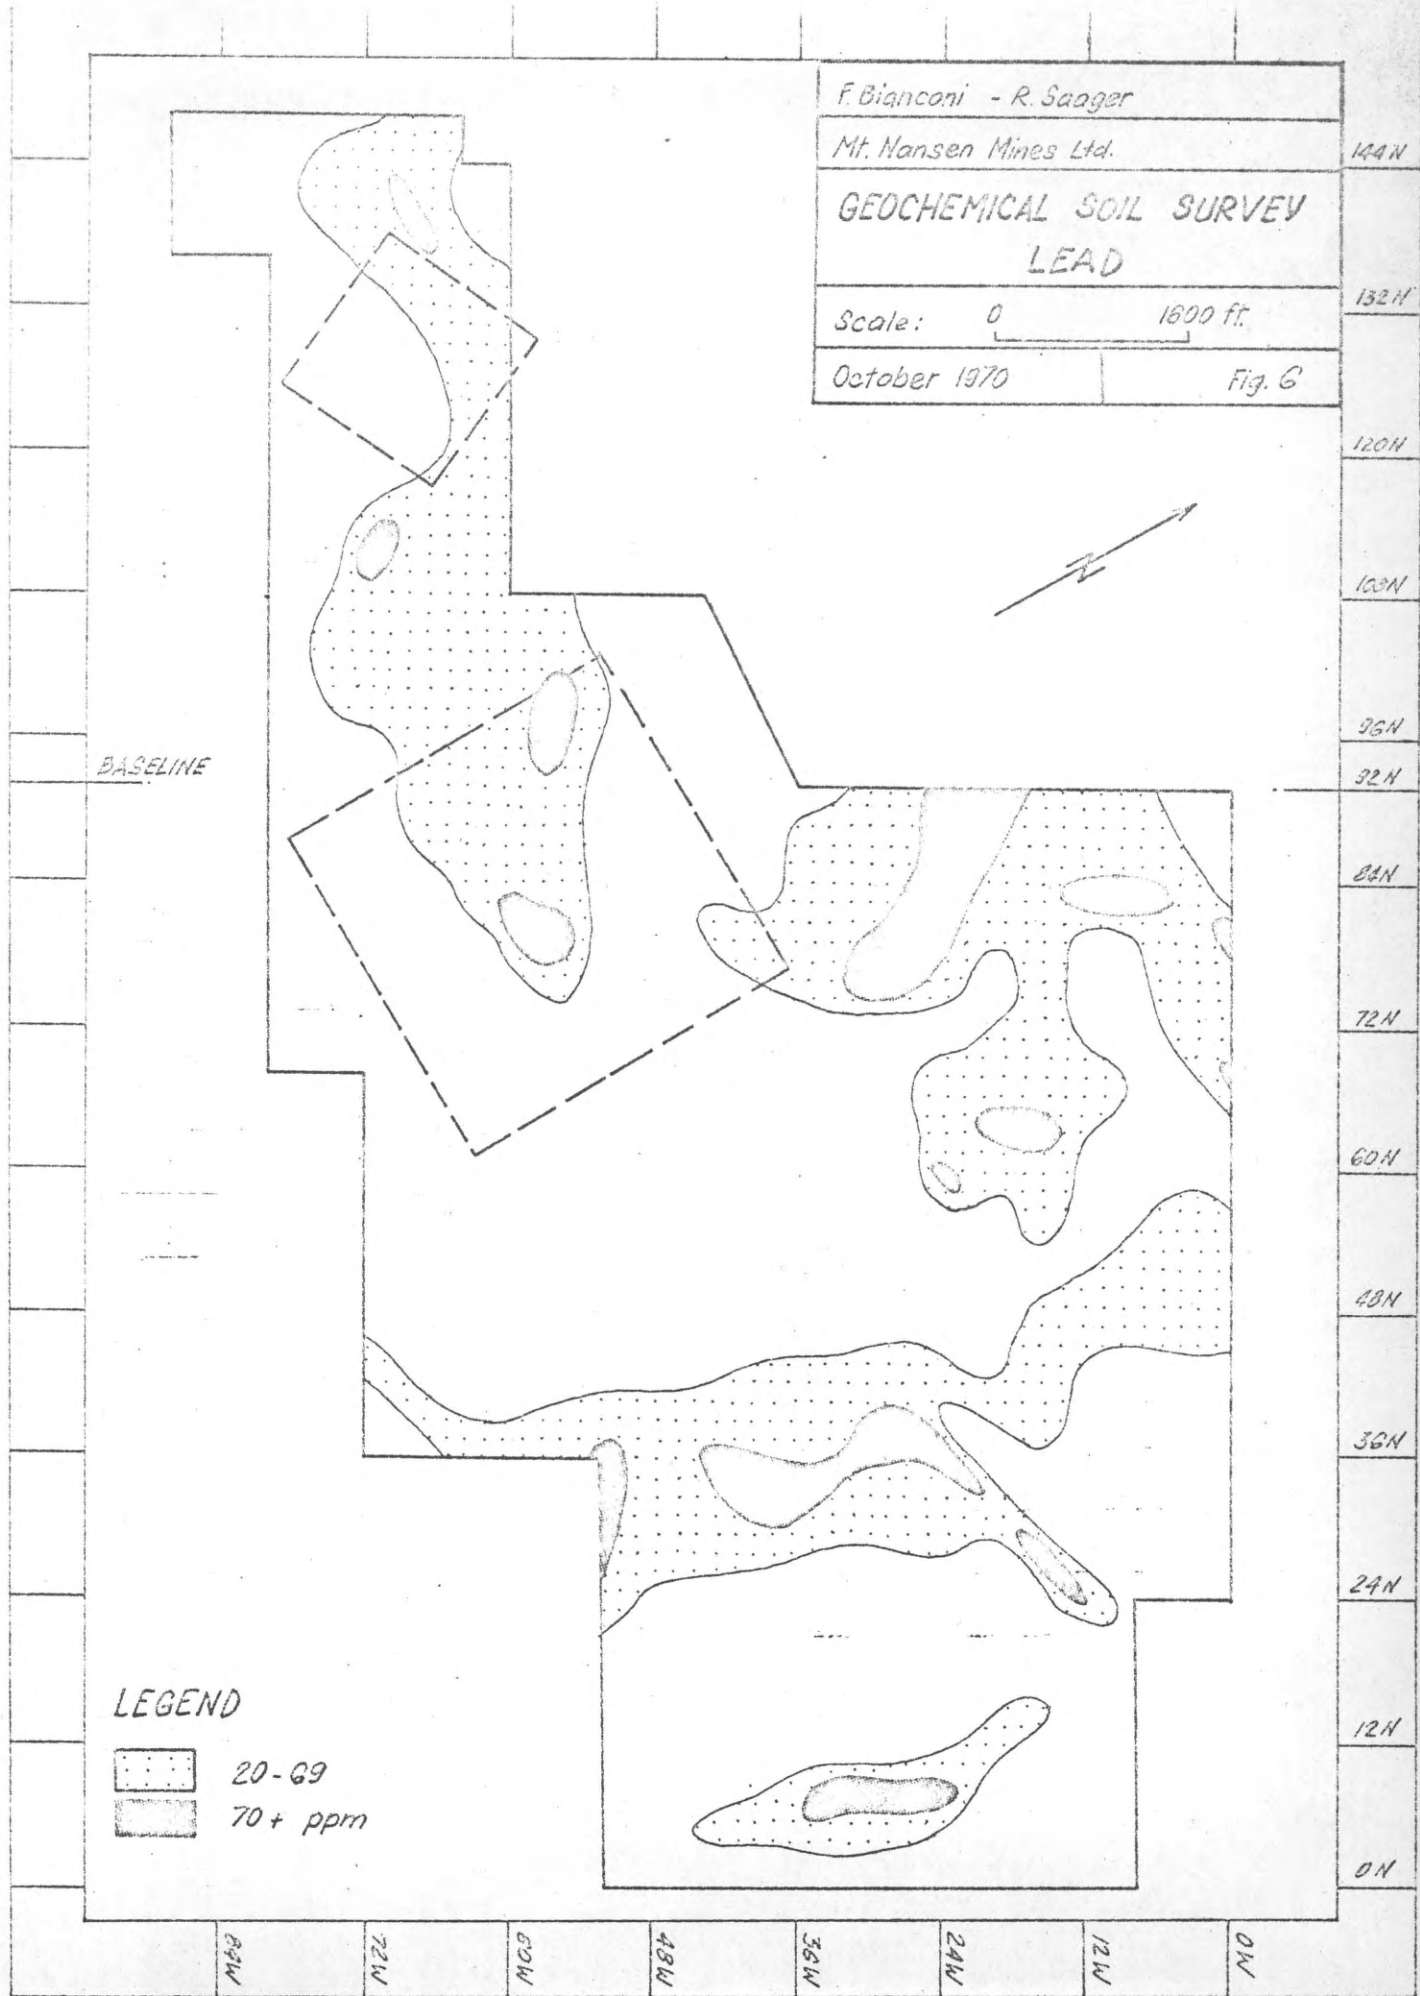 F. Bianconi - R. Saager
Mt. Nansen Mines Ltd.
GEOCHEMICAL SOIL SURVEY
LEAD
Scale: 0 1600 ft.
October 1970 Fig. 6
144N
132N
120N
108N
96N
BASELINE
92N
84N
72N
60N
48N
36N
24N
12N
0N
LEGEND
20-69
70+ ppm
84W 72W 60W 48W 36W 24W 12W 0W